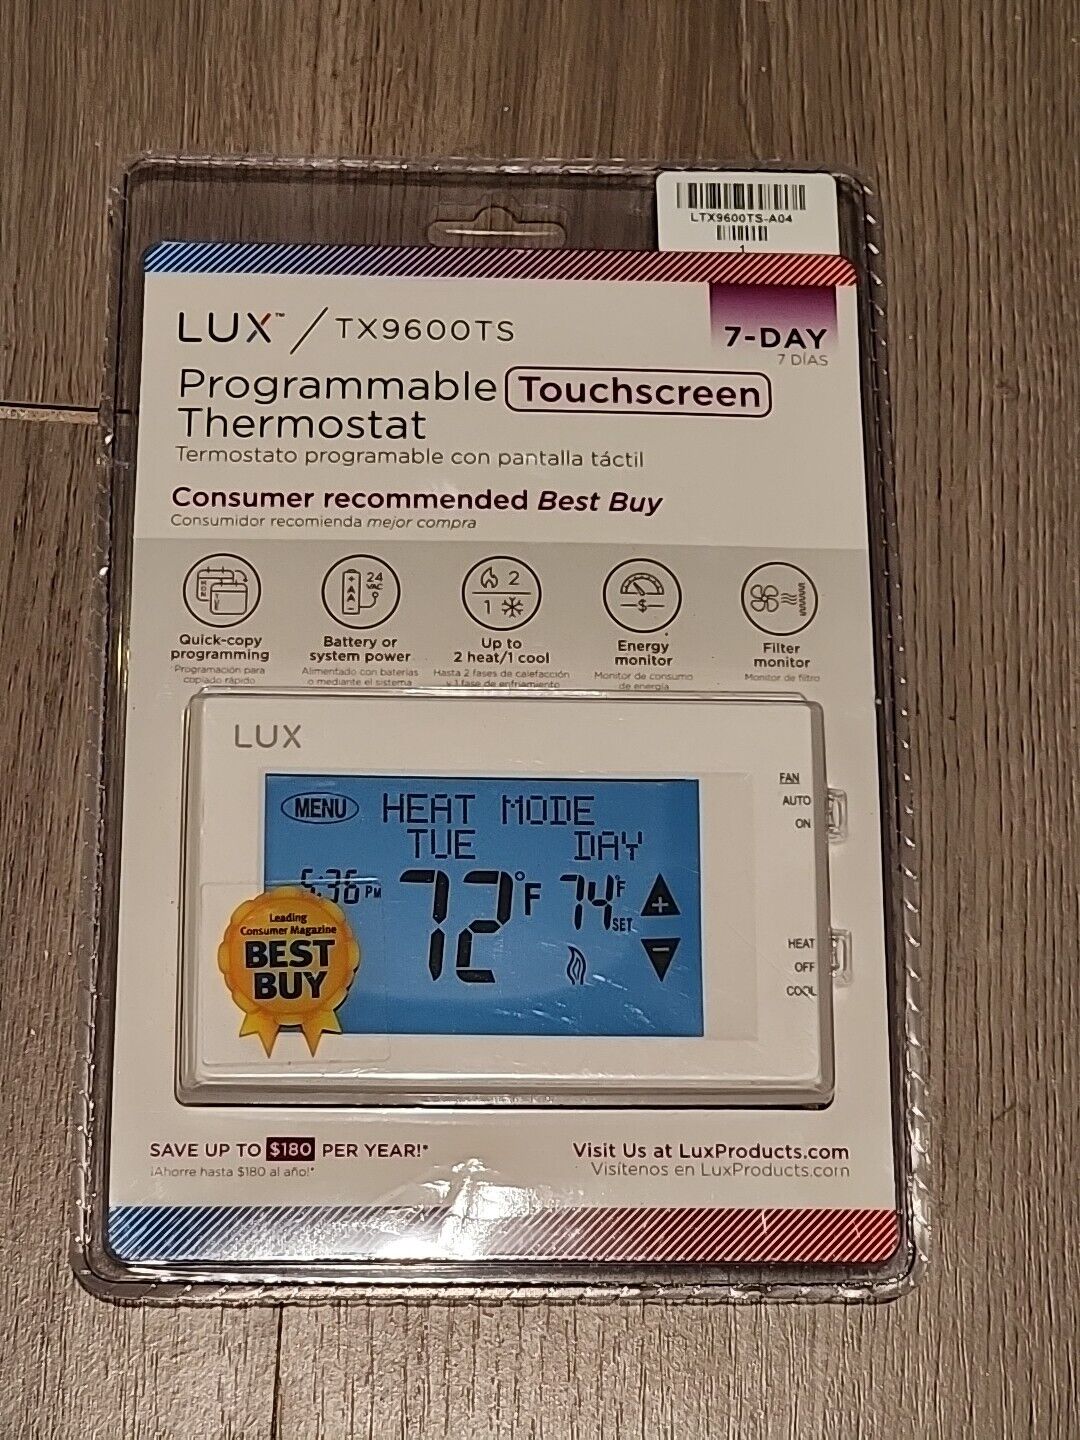 LTX9600TS-A04
1
LUX™ / TX9600TS
7-DAY
7 DÍAS
Programmable Touchscreen
Thermostat
Termostato programable con pantalla táctil
Consumer recommended Best Buy
Consumidor recomienda mejor compra
24
VAC
2
1
$
Quick-copy
programming
Programación para
copiado rápido
Battery or
system power
Alimentado con baterías
o mediante el sistema
Up to
2 heat/1 cool
Hasta 2 fases de calefacción
y 1 fase de enfriamiento
Energy
monitor
Monitor de consumo
de energía
Filter
monitor
Monitor de filtro
LUX
MENU HEAT MODE
TUE DAY
PM
72°F 74°F
SET
+
−
FAN
AUTO
ON
HEAT
OFF
COOL
Leading
Consumer Magazine
BEST
BUY
SAVE UP TO $180 PER YEAR!*
¡Ahorre hasta $180 al año!*
Visit Us at LuxProducts.com
Visítenos en LuxProducts.com